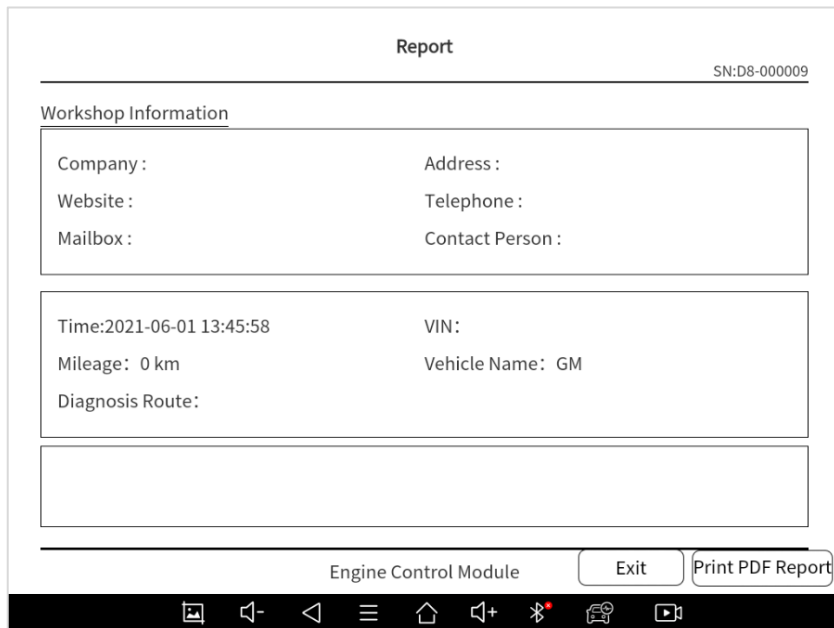 Report
SN:D8-000009
Workshop Information
Company :
Address :
Website :
Telephone :
Mailbox :
Contact Person :
Time:2021-06-01 13:45:58
VIN：
Mileage： 0 km
Vehicle Name： GM
Diagnosis Route：
Engine Control Module
Exit
Print PDF Report